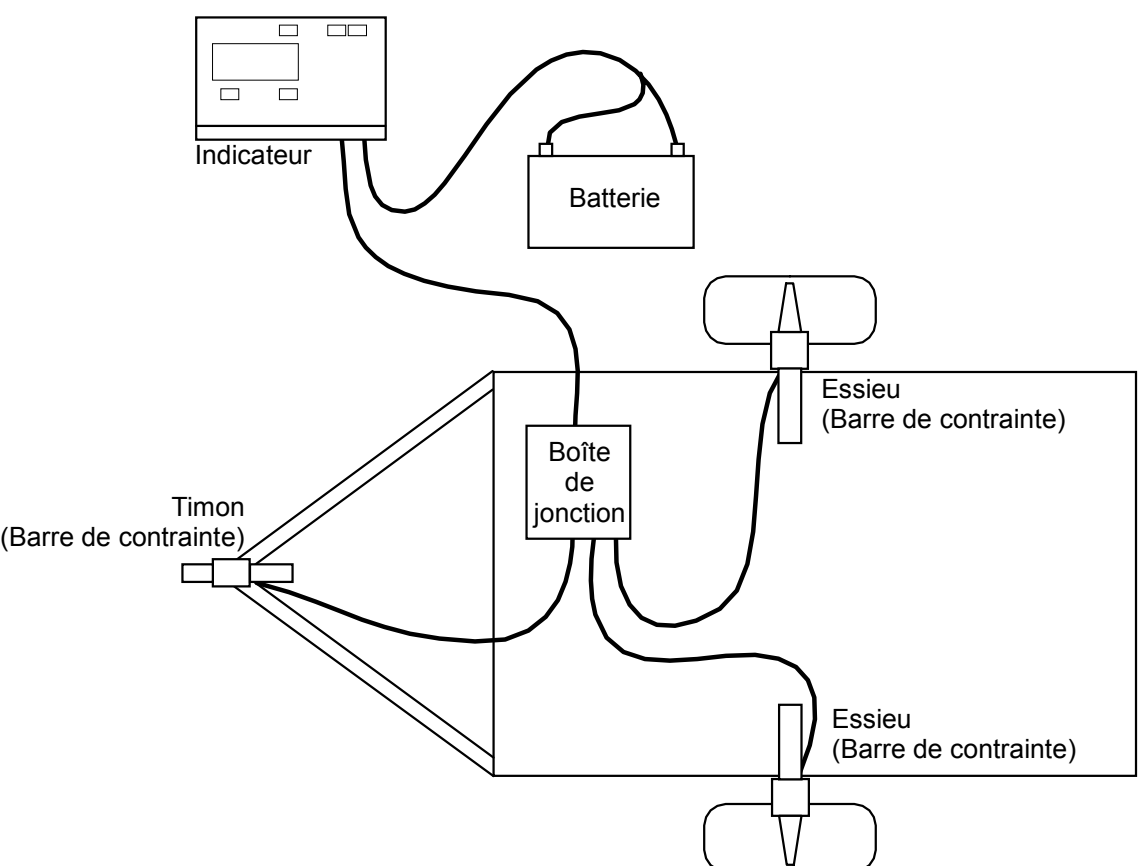 Indicateur
Batterie
Essieu
(Barre de contrainte)
Boîte
de
jonction
Timon
(Barre de contrainte)
Essieu
(Barre de contrainte)